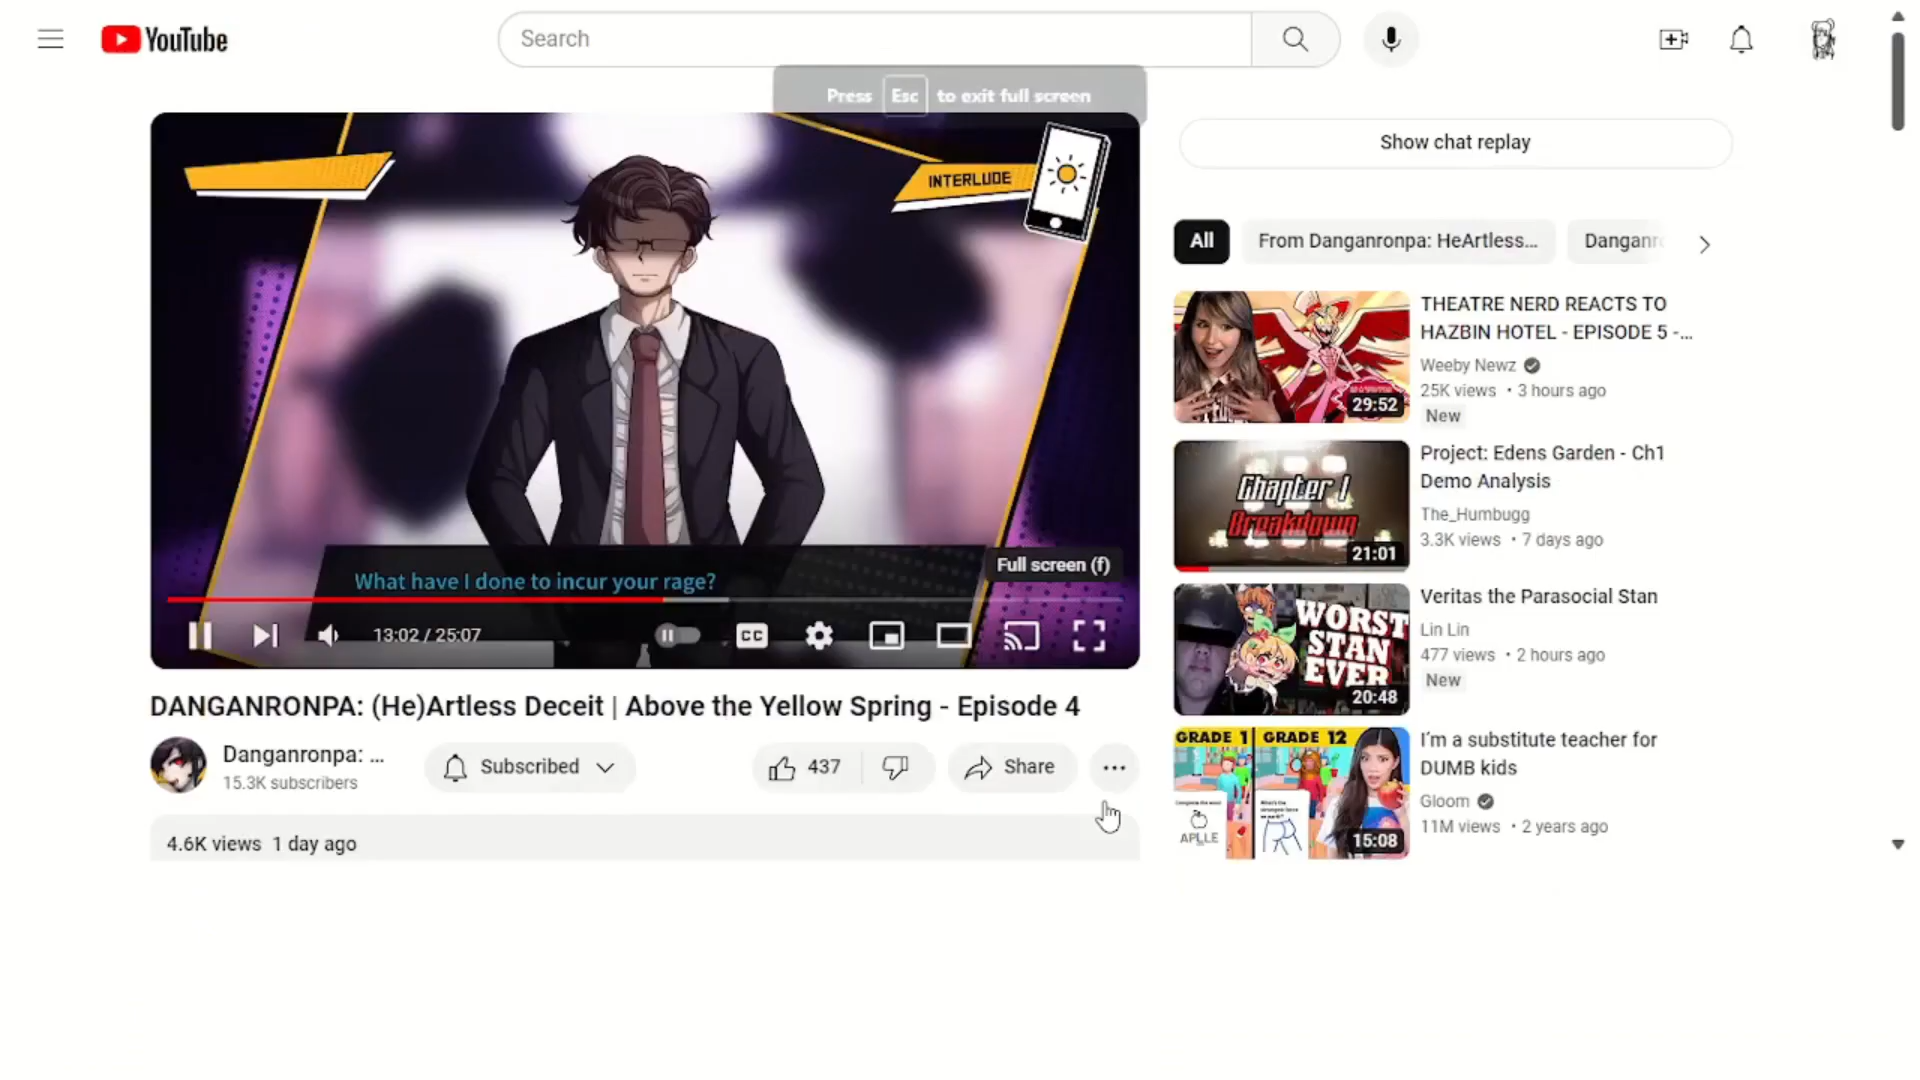 YouTube
Search
Press Esc to exit full screen
INTERLUDE
What have I done to incur your rage?
Full screen (f)
13:02 / 25:07
CC
DANGANRONPA: (He)Artless Deceit | Above the Yellow Spring - Episode 4
Danganronpa: ...
15.3K subscribers
Subscribed
437
Share
4.6K views 1 day ago
Show chat replay
All
From Danganronpa: HeArtless...
Danganr
THEATRE NERD REACTS TO
HAZBIN HOTEL - EPISODE 5 -...
Weeby Newz
25K views • 3 hours ago
New
29:52
Project: Edens Garden - Ch1
Demo Analysis
The_Humbugg
3.3K views • 7 days ago
Chapter 1
Breakdown
21:01
Veritas the Parasocial Stan
Lin Lin
477 views • 2 hours ago
New
WORST
STAN
EVER
20:48
I'm a substitute teacher for
DUMB kids
Gloom
11M views • 2 years ago
GRADE 1 GRADE 12
APLLE
15:08